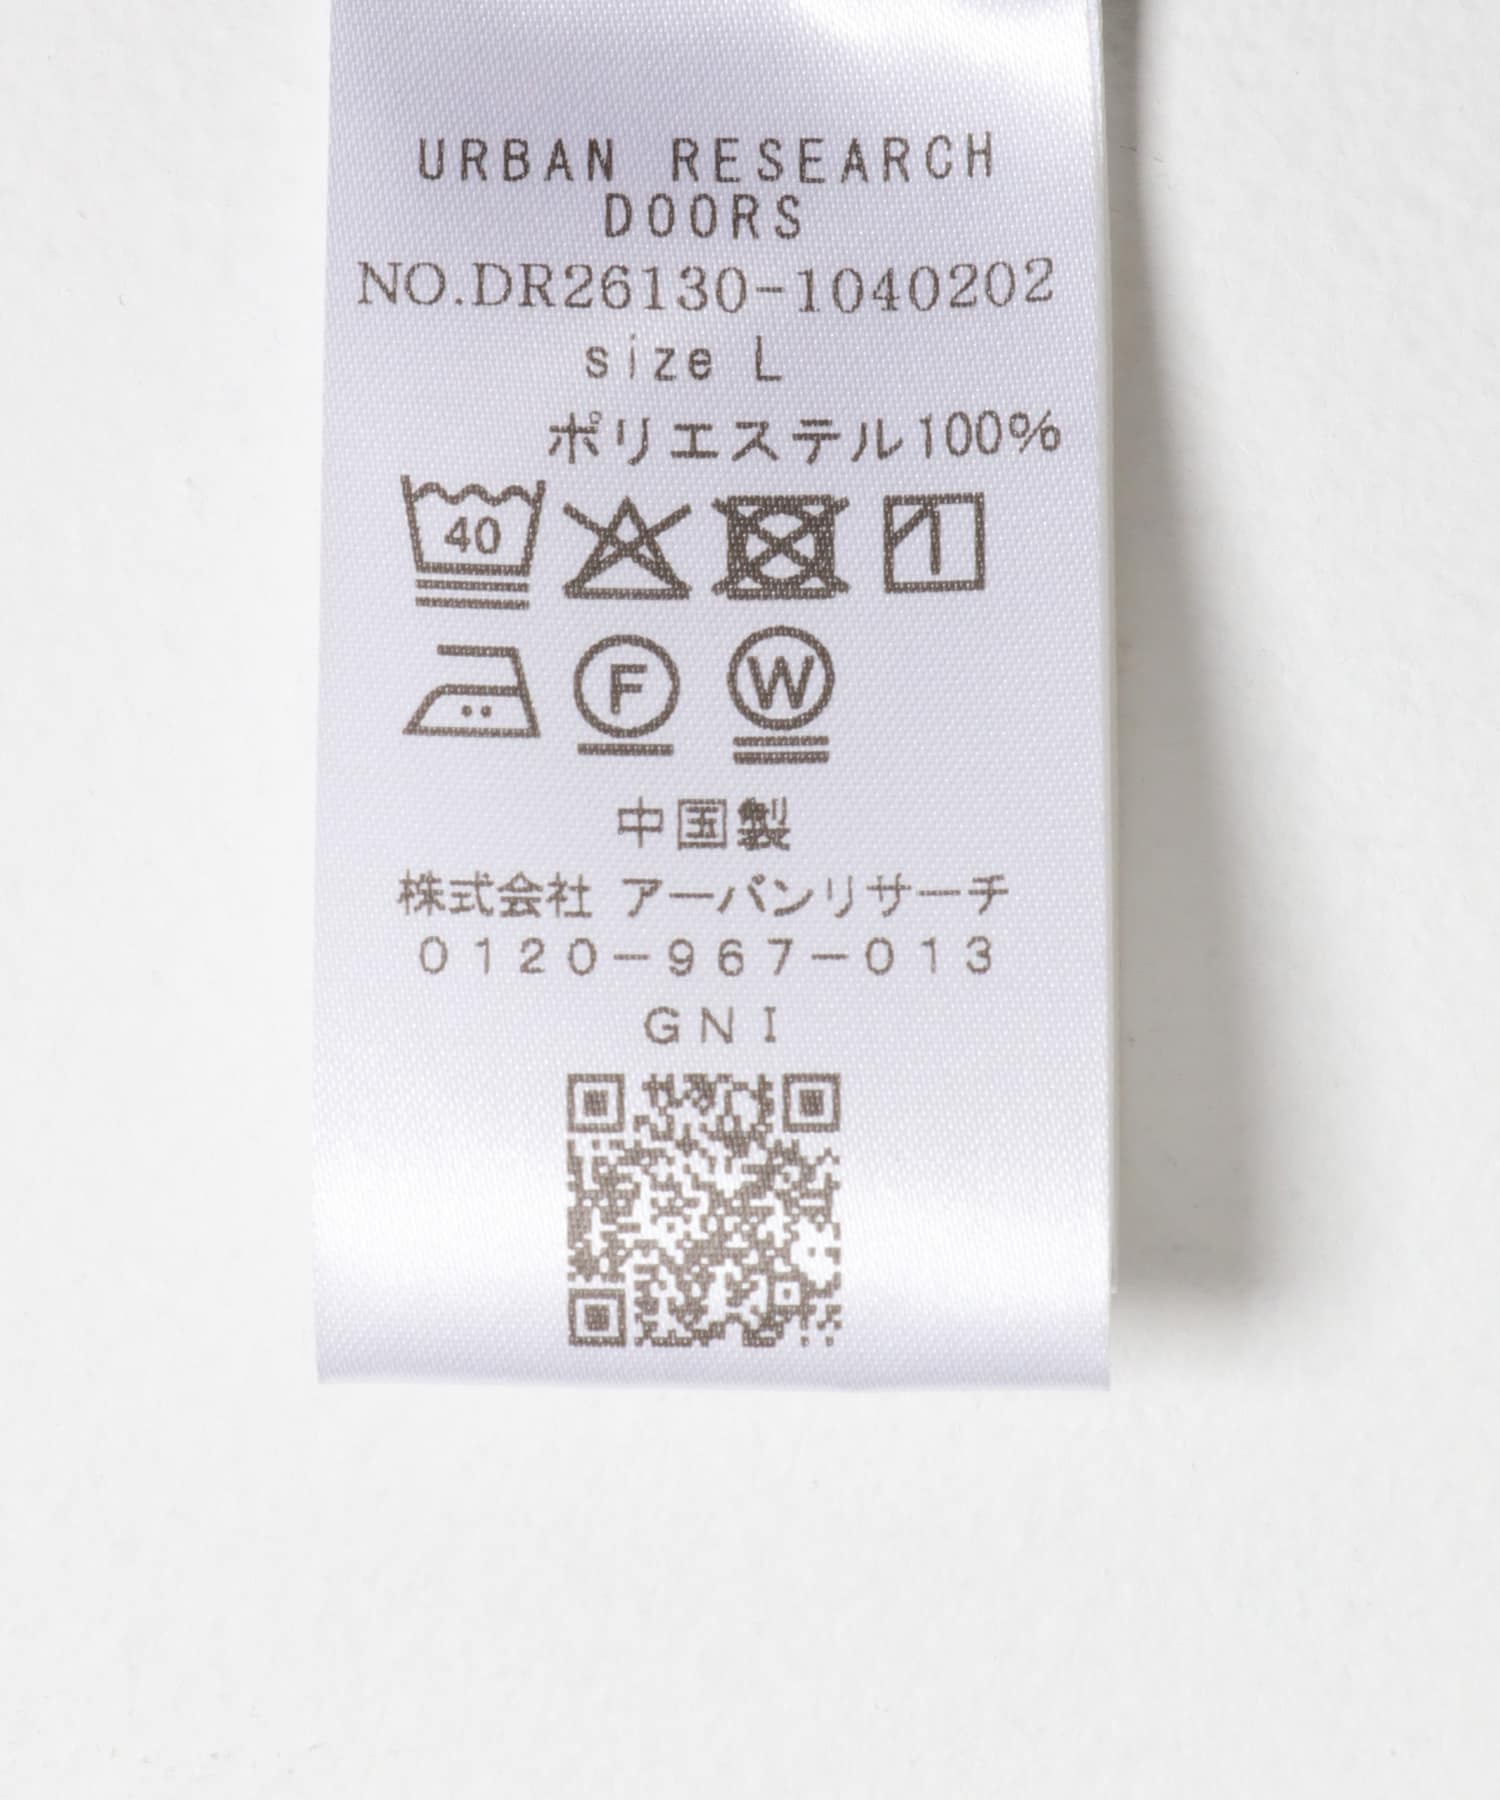 URBAN RESEARCH
DOORS
NO.DR26130-1040202
size L
ポリエステル100%
40
F W
中国製
株式会社 アーバンリサーチ
0120-967-013
GNI